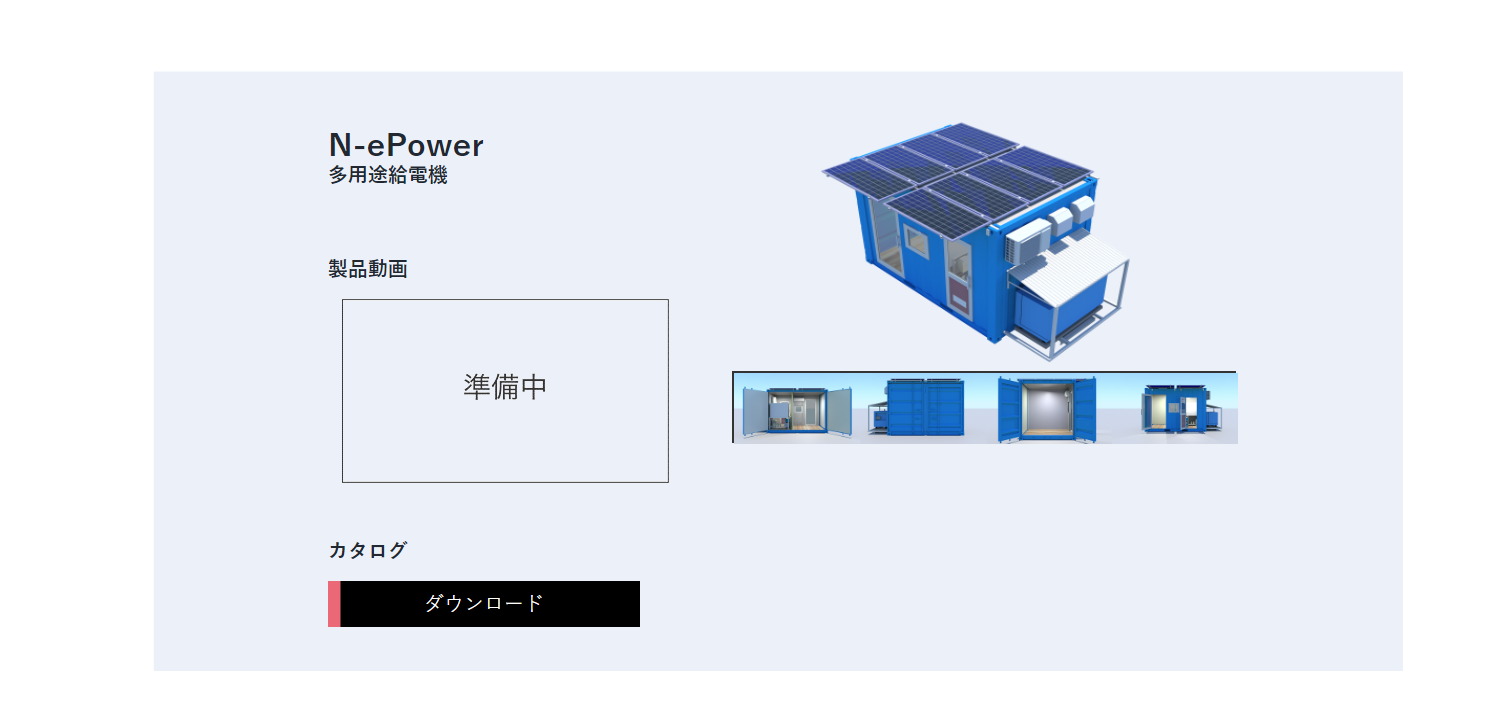 N-ePower
多用途給電機
製品動画
準備中
カタログ
ダウンロード